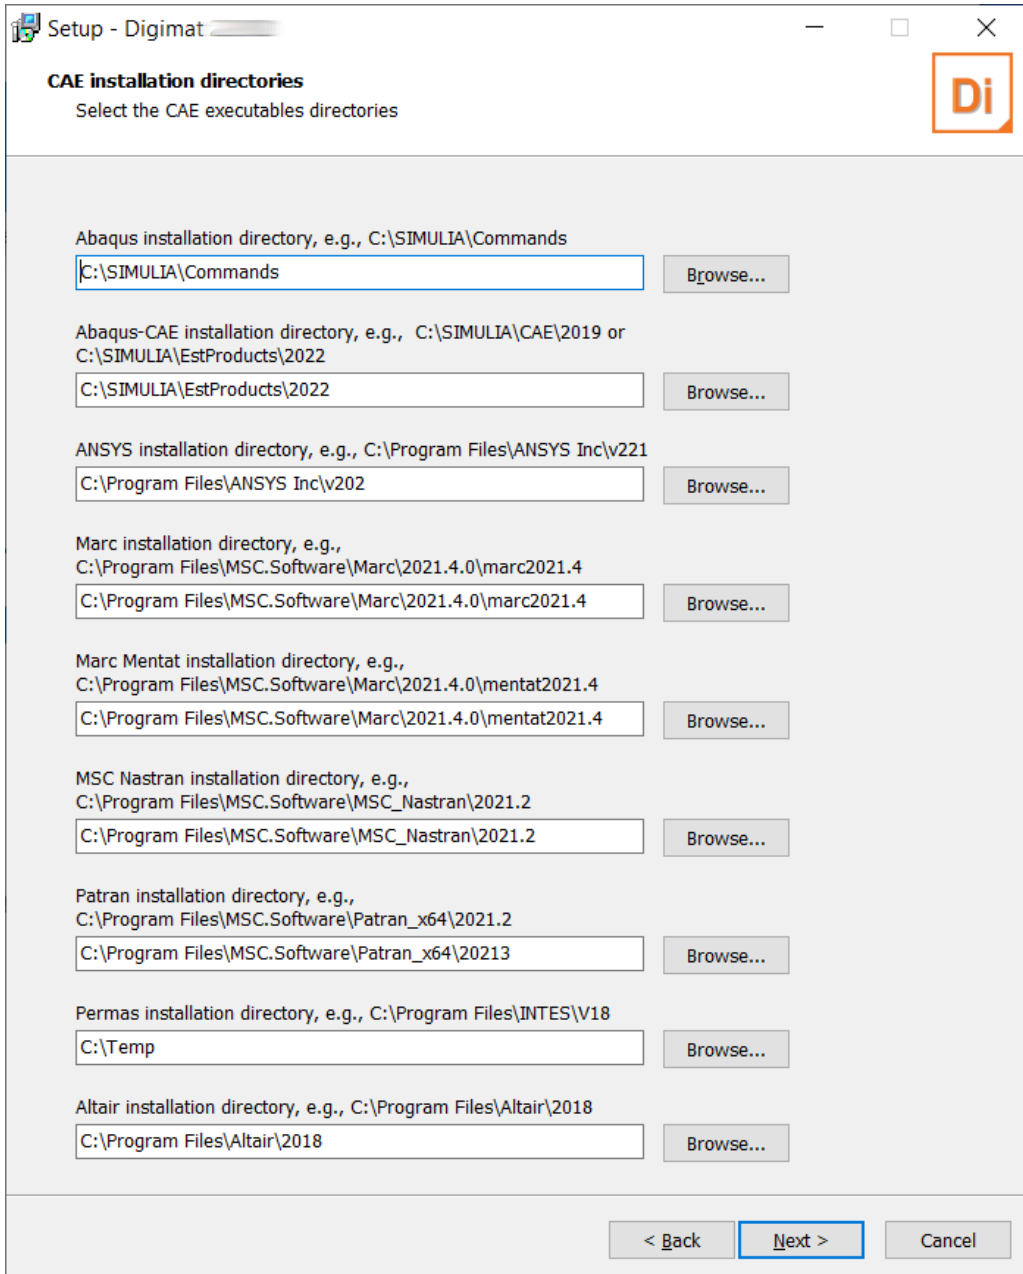 Setup - Digimat
CAE installation directories
Select the CAE executables directories
Di
Abaqus installation directory, e.g., C:\SIMULIA\Commands
C:\SIMULIA\Commands
Browse...
Abaqus-CAE installation directory, e.g., C:\SIMULIA\CAE\2019 or
C:\SIMULIA\EstProducts\2022
C:\SIMULIA\EstProducts\2022
Browse...
ANSYS installation directory, e.g., C:\Program Files\ANSYS Inc\v221
C:\Program Files\ANSYS Inc\v202
Browse...
Marc installation directory, e.g.,
C:\Program Files\MSC.Software\Marc\2021.4.0\marc2021.4
C:\Program Files\MSC.Software\Marc\2021.4.0\marc2021.4
Browse...
Marc Mentat installation directory, e.g.,
C:\Program Files\MSC.Software\Marc\2021.4.0\mentat2021.4
C:\Program Files\MSC.Software\Marc\2021.4.0\mentat2021.4
Browse...
MSC Nastran installation directory, e.g.,
C:\Program Files\MSC.Software\MSC_Nastran\2021.2
C:\Program Files\MSC.Software\MSC_Nastran\2021.2
Browse...
Patran installation directory, e.g.,
C:\Program Files\MSC.Software\Patran_x64\2021.2
C:\Program Files\MSC.Software\Patran_x64\20213
Browse...
Permas installation directory, e.g., C:\Program Files\INTES\V18
C:\Temp
Browse...
Altair installation directory, e.g., C:\Program Files\Altair\2018
C:\Program Files\Altair\2018
Browse...
< Back
Next >
Cancel